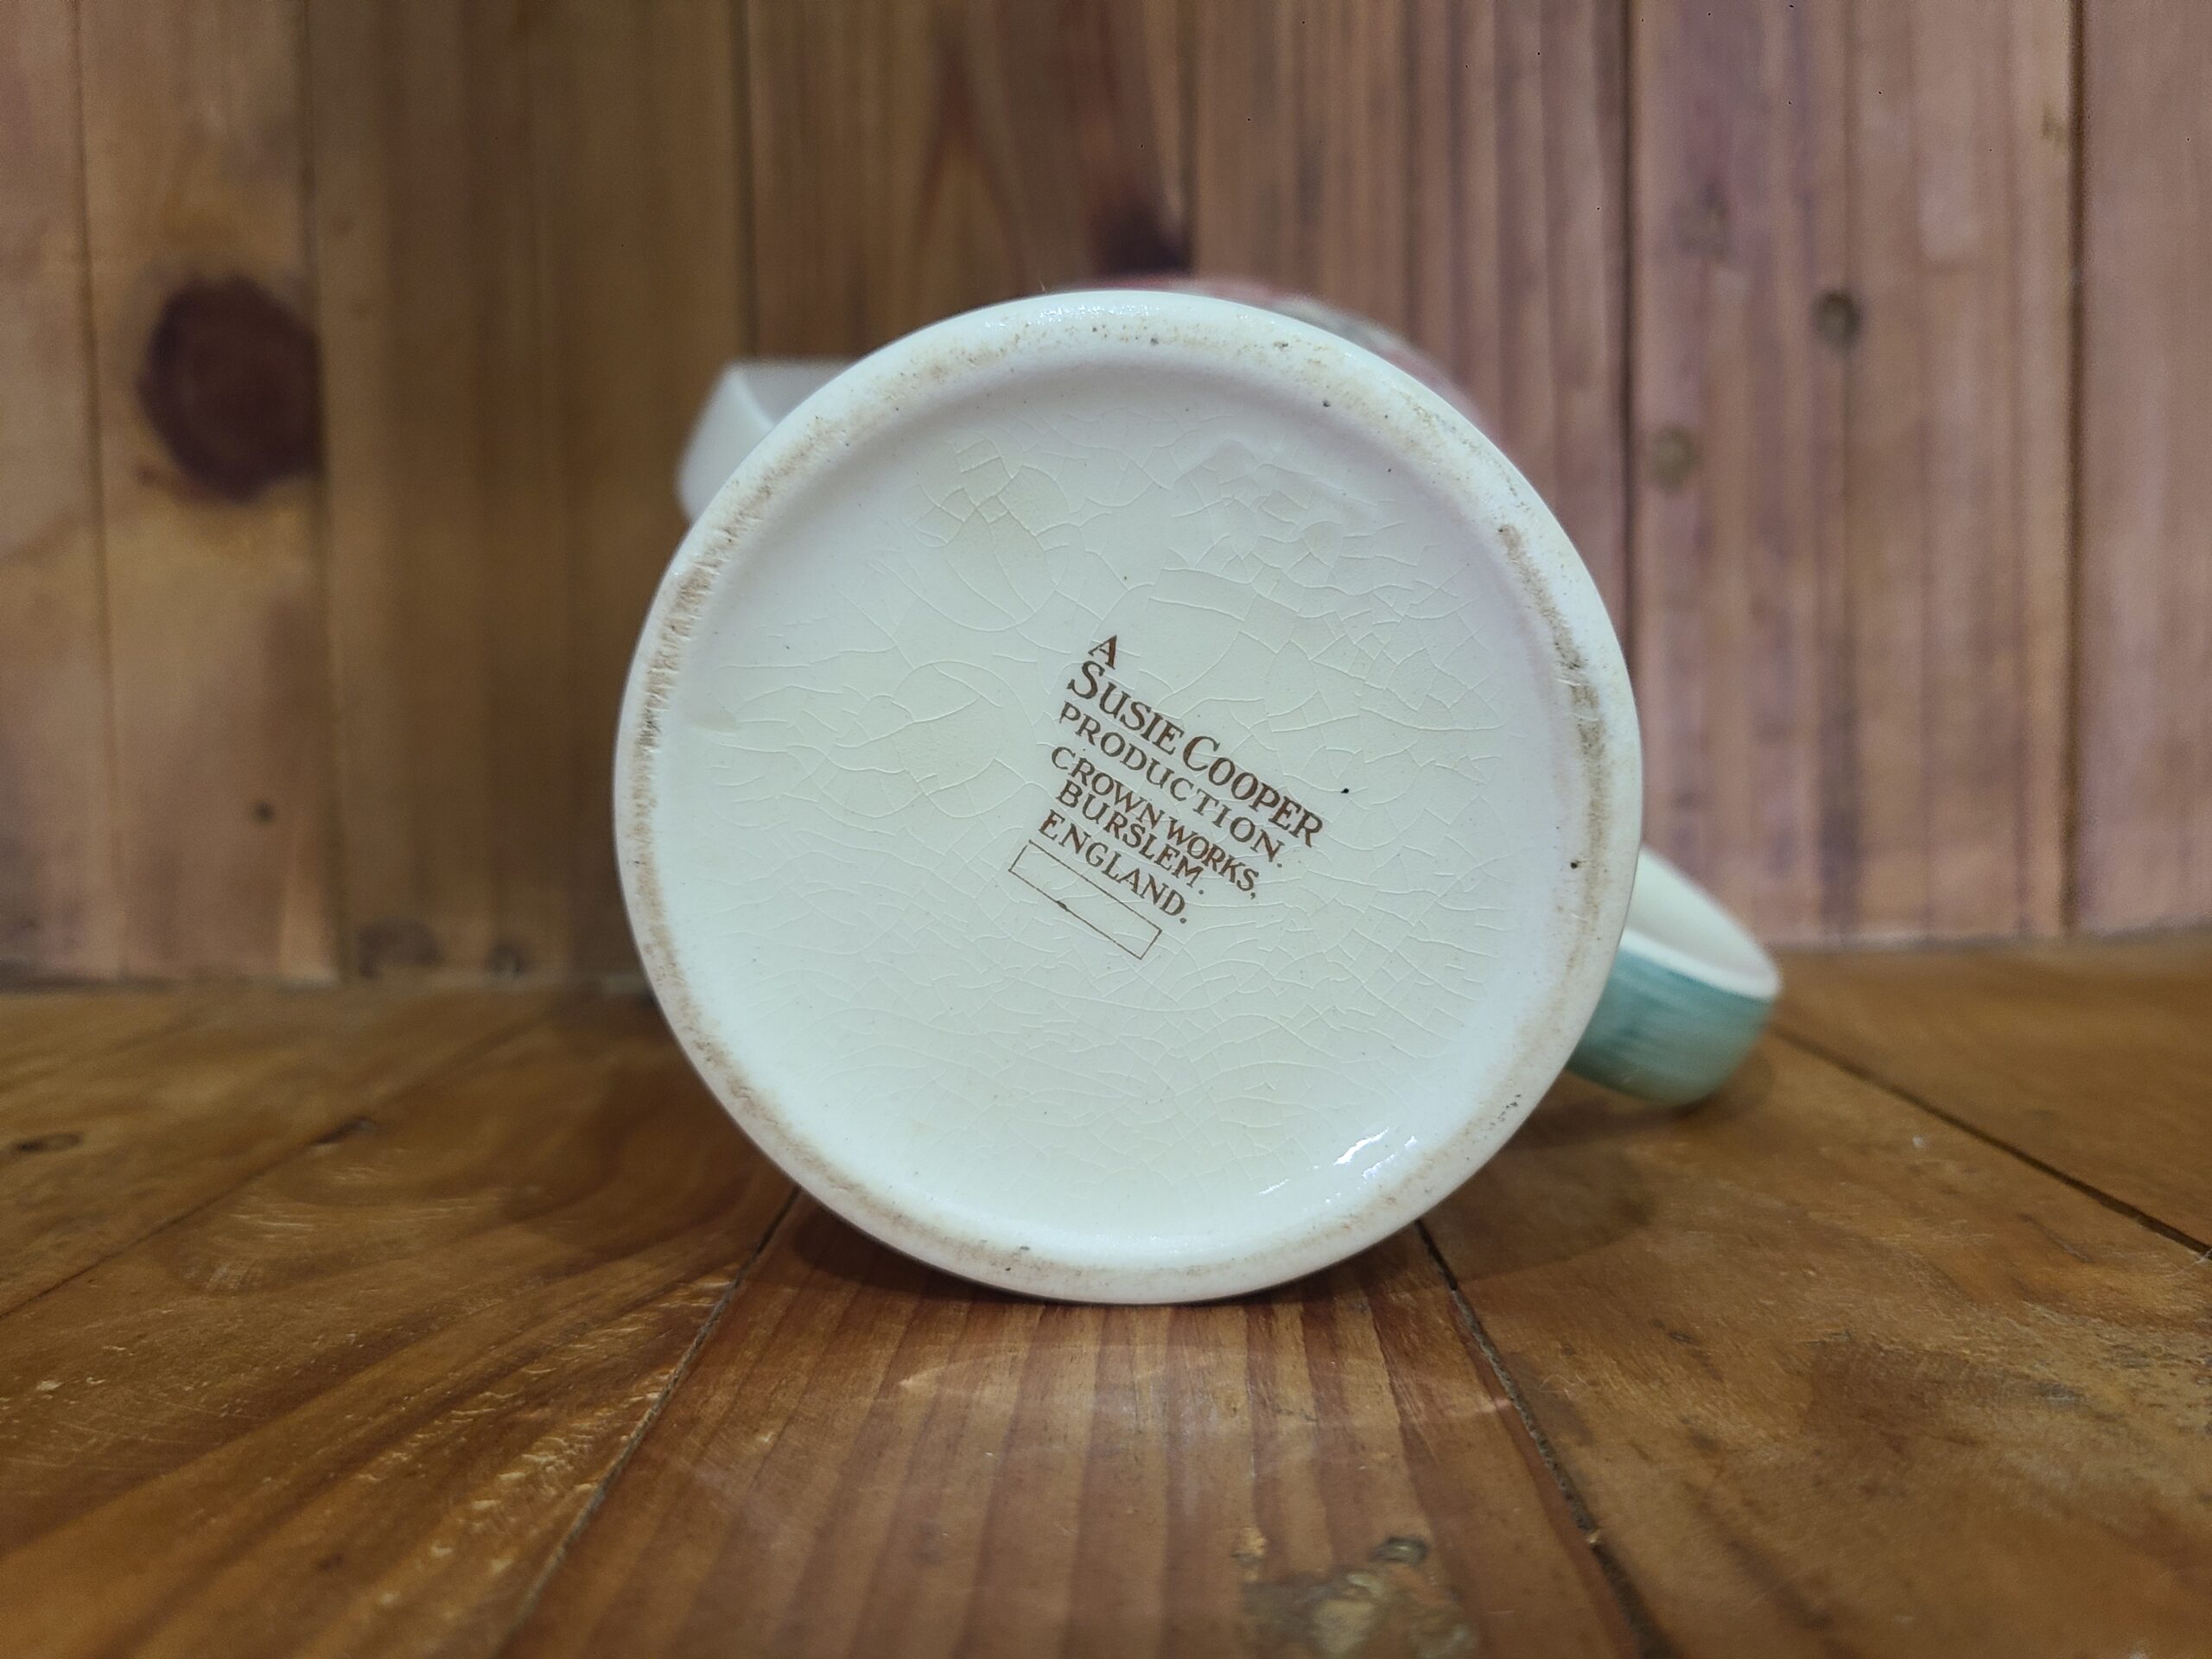 A
SUSIE COOPER
PRODUCTION.
CROWN WORKS,
BURSLEM.
ENGLAND.